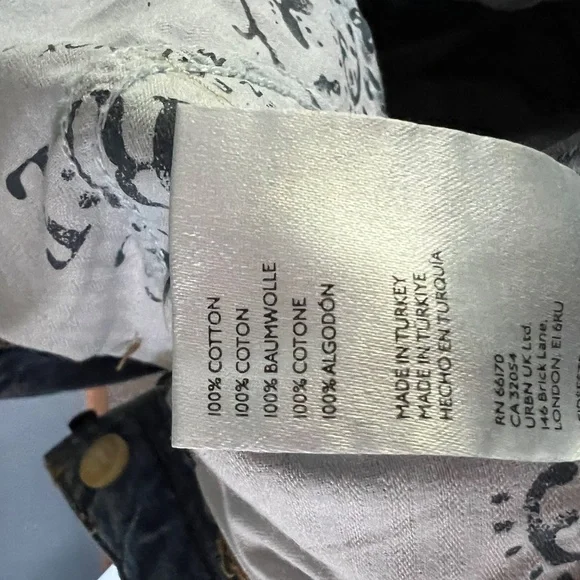 100% COTTON
100% COTON
100% BAUMWOLLE
100% COTONE
100% ALGODÓN
MADE IN TURKEY
MADE IN TÜRKIYE
HECHO EN TURQUIA
RN 66170
CA 32054
URBN UK Ltd.
146 Brick Lane,
LONDON, E1 6RU